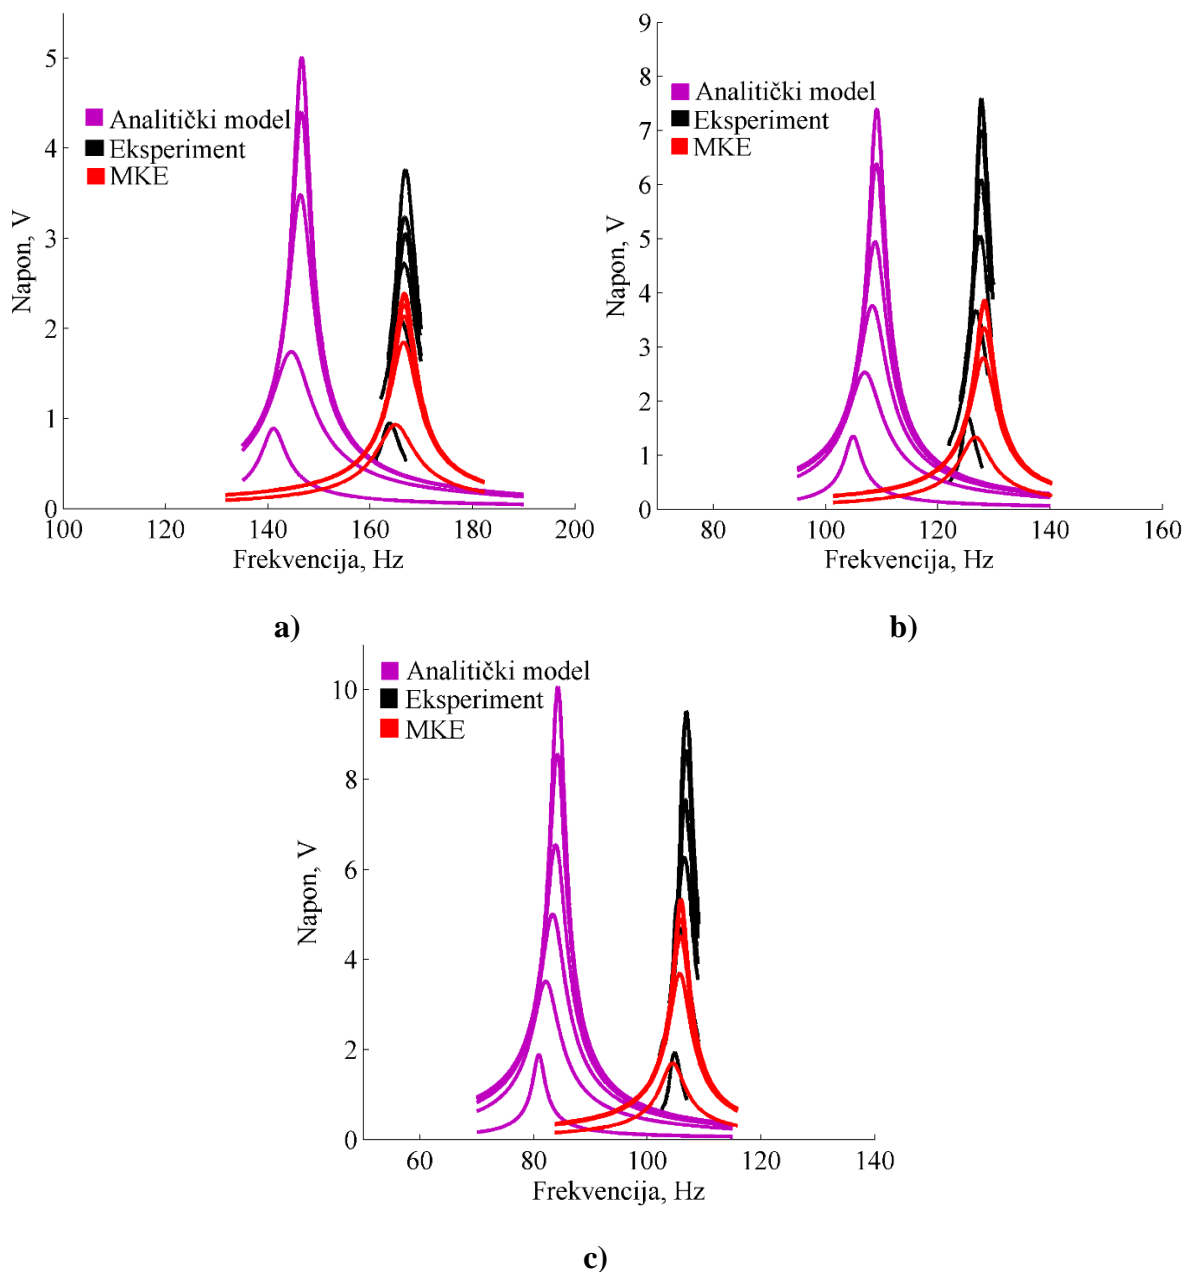 5
4
3
2
1
0
Napon, V
Analitički model
Eksperiment
MKE
100 120 140 160 180 200
Frekvencija, Hz
a)
9
8
7
6
5
4
3
2
1
0
Napon, V
Analitički model
Eksperiment
MKE
80 100 120 140 160
Frekvencija, Hz
b)
10
8
6
4
2
0
Napon, V
Analitički model
Eksperiment
MKE
60 80 100 120 140
Frekvencija, Hz
c)